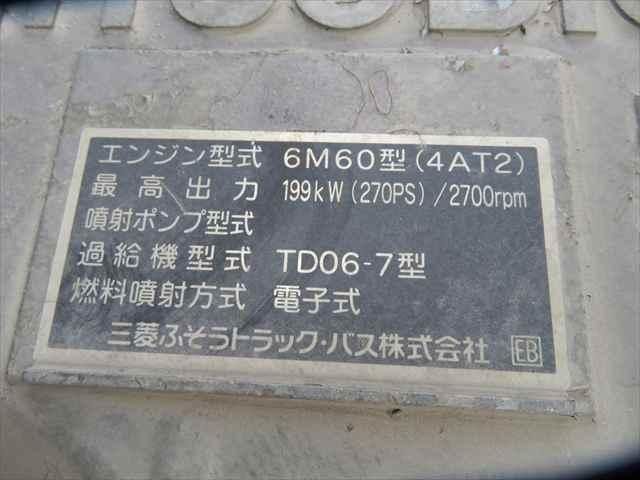 エンジン型式 6M60型(4AT2)
最高出力 199kW(270PS)/2700rpm
噴射ポンプ型式
過給機型式 TD06-7型
燃料噴射方式 電子式
三菱ふそうトラック・バス株式会社 EB